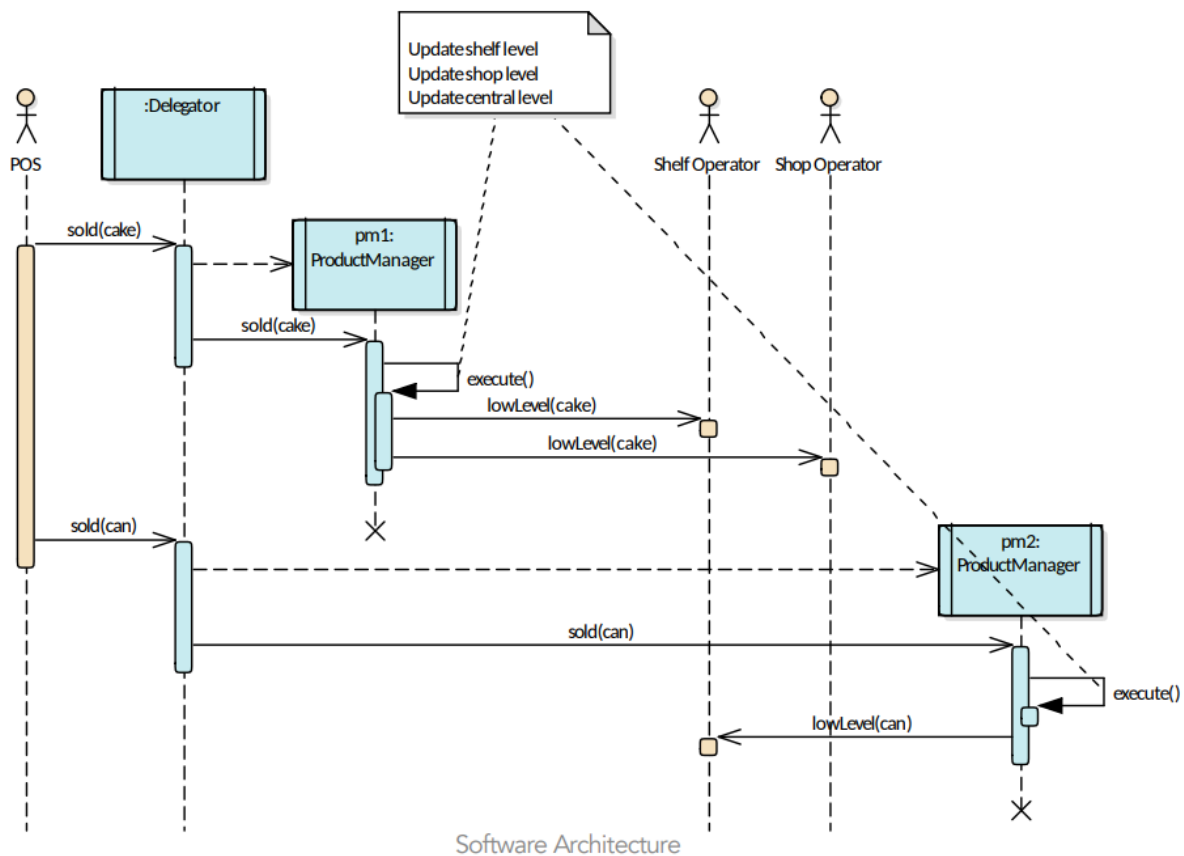 Update shelf level
Update shop level
Update central level
:Delegator
POS
Shelf Operator
Shop Operator
sold(cake)
pm1:
ProductManager
sold(cake)
execute()
lowLevel(cake)
lowLevel(cake)
sold(can)
pm2:
ProductManager
sold(can)
execute()
lowLevel(can)
Software Architecture